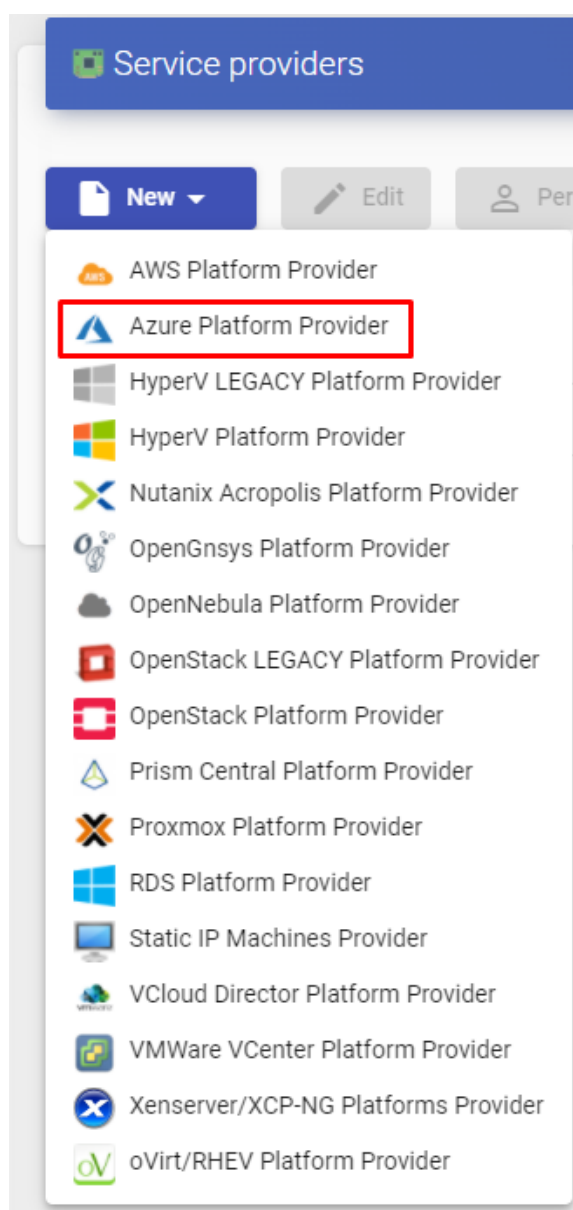 Service providers
New
Edit
Per
AWS Platform Provider
Azure Platform Provider
HyperV LEGACY Platform Provider
HyperV Platform Provider
Nutanix Acropolis Platform Provider
OpenGnsys Platform Provider
OpenNebula Platform Provider
OpenStack LEGACY Platform Provider
OpenStack Platform Provider
Prism Central Platform Provider
Proxmox Platform Provider
RDS Platform Provider
Static IP Machines Provider
VCloud Director Platform Provider
VMWare VCenter Platform Provider
Xenserver/XCP-NG Platforms Provider
oVirt/RHEV Platform Provider